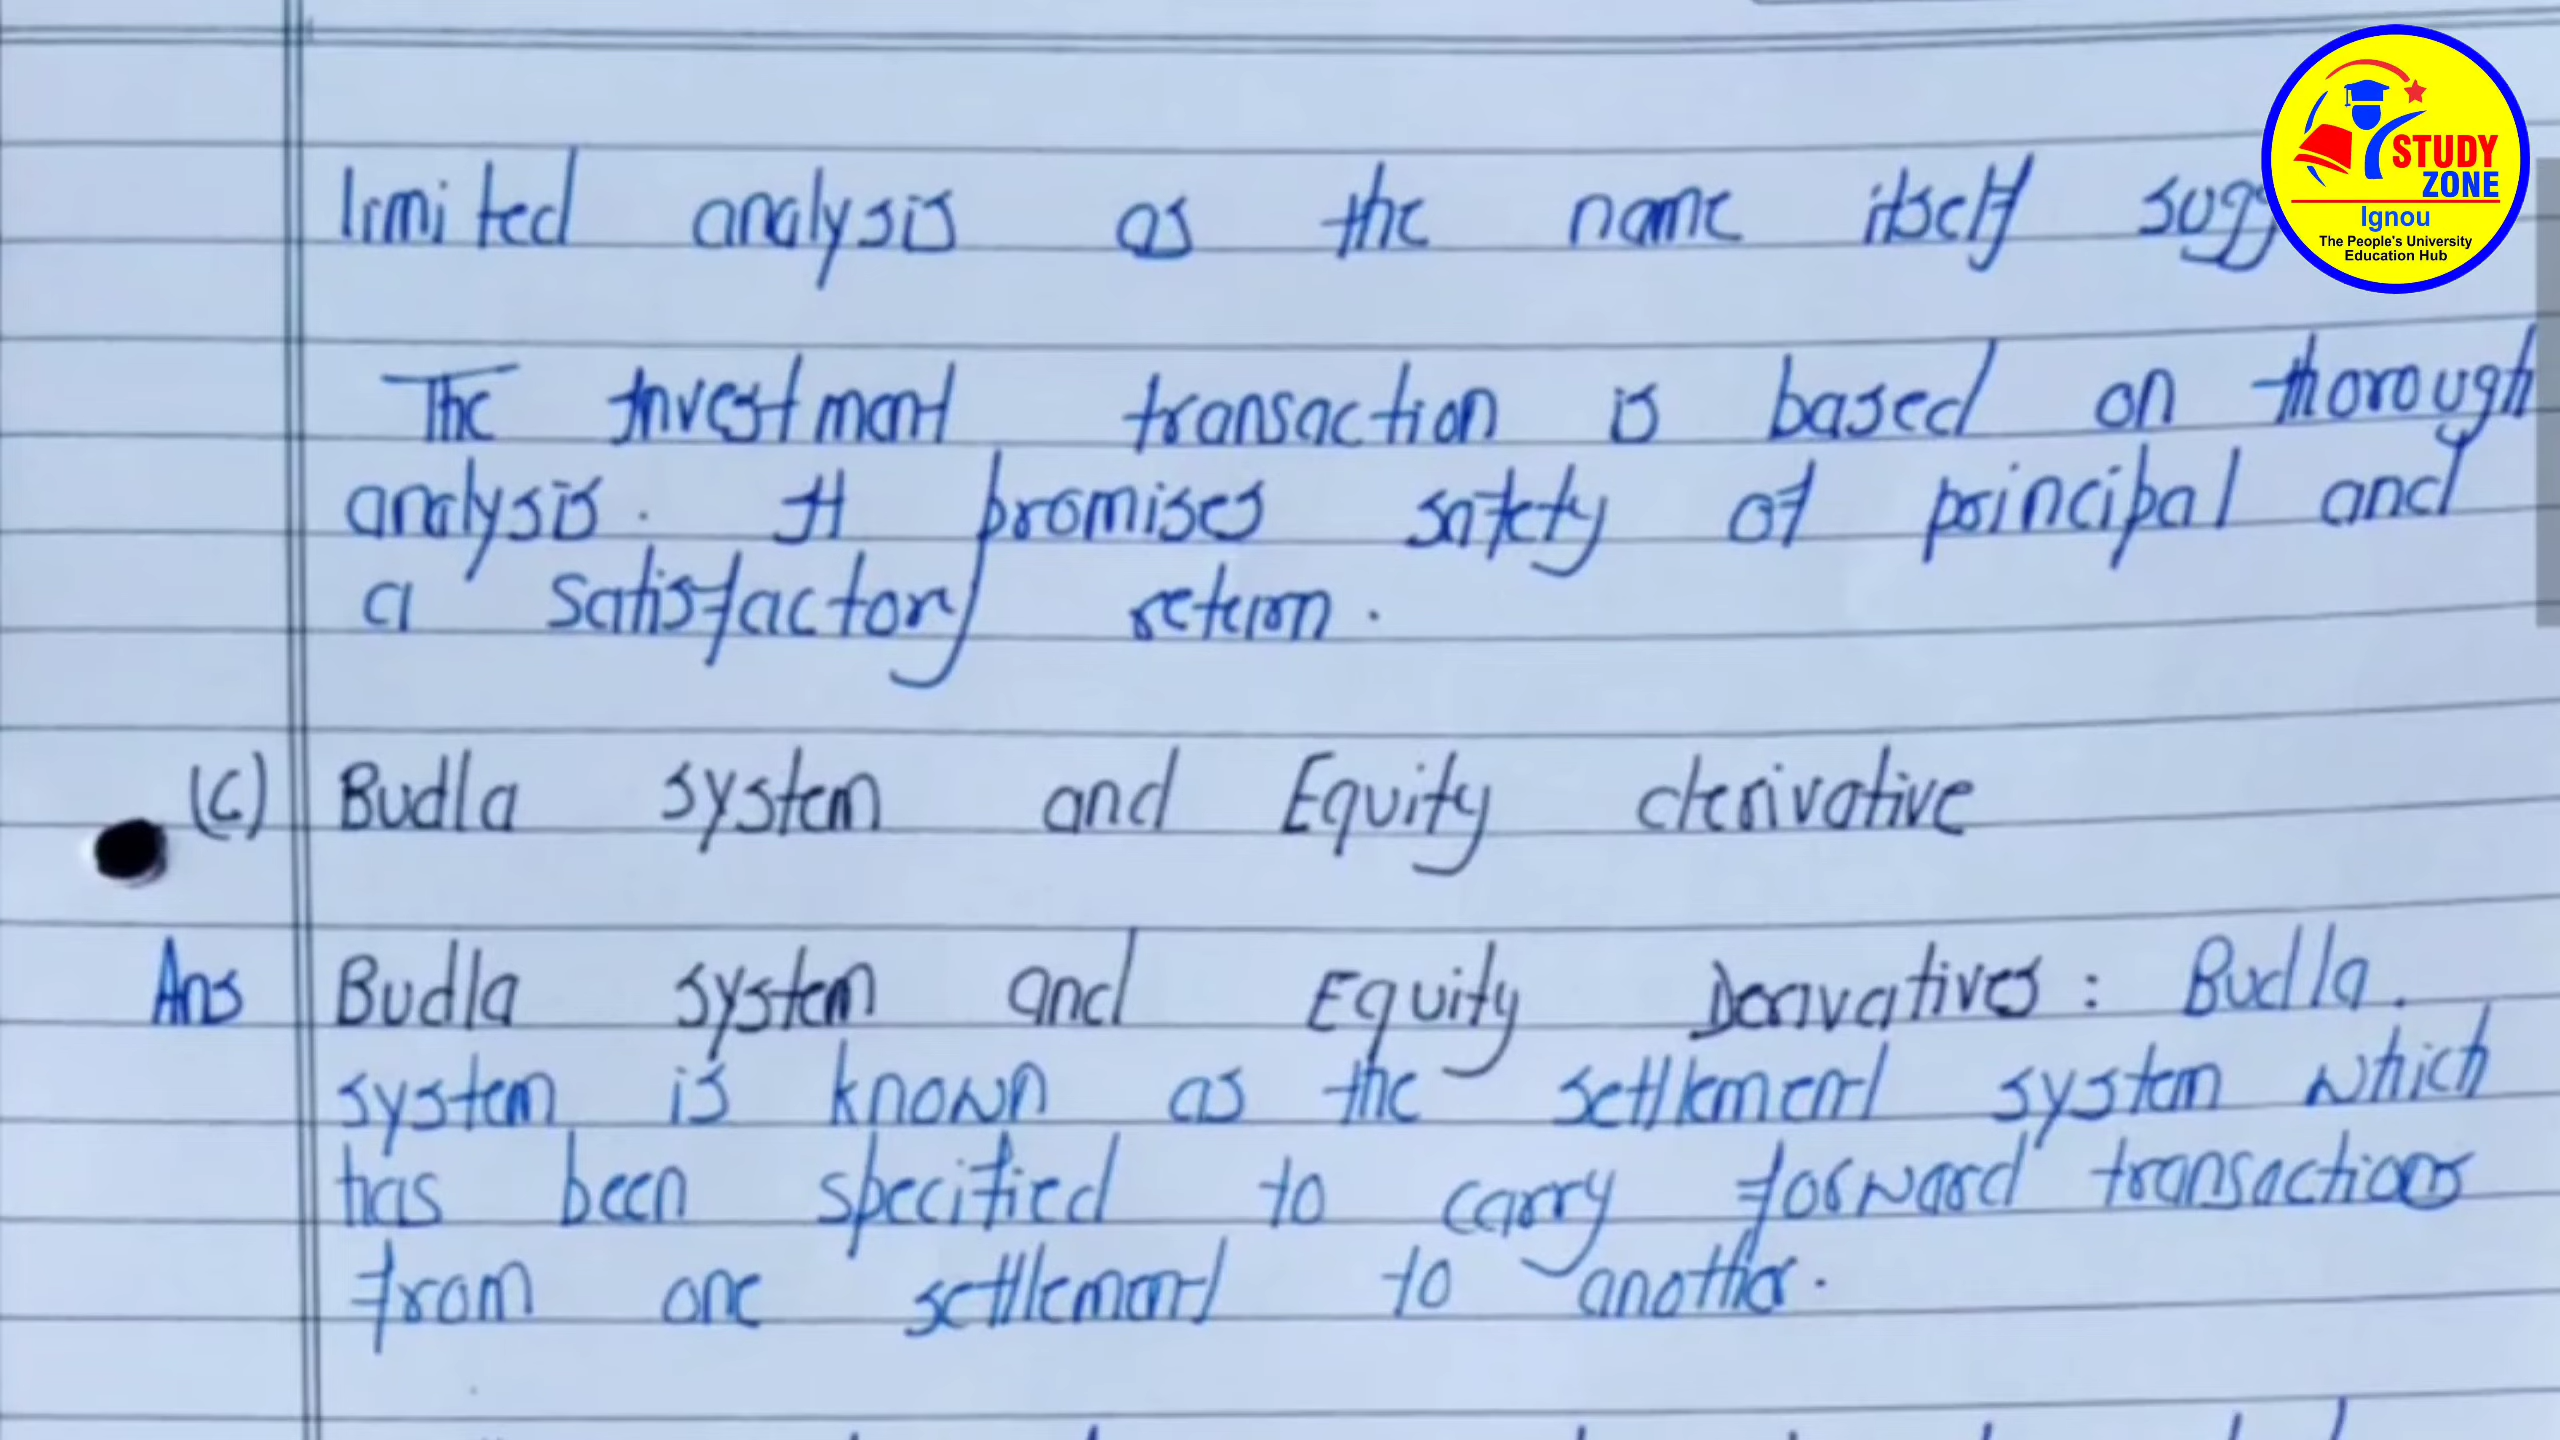 limited analysis as the name itself sugg
The Investment transaction is based on thorough
analysis. It promises safety of principal and
a satisfactory return.
(C) Budla system and Equity derivative
Ans Budla system and Equity Derivatives: Budla
system is known as the settlement system which
has been specified to carry forward transactions
from one settlement to another.
STUDY
ZONE
Ignou
The People's University
Education Hub